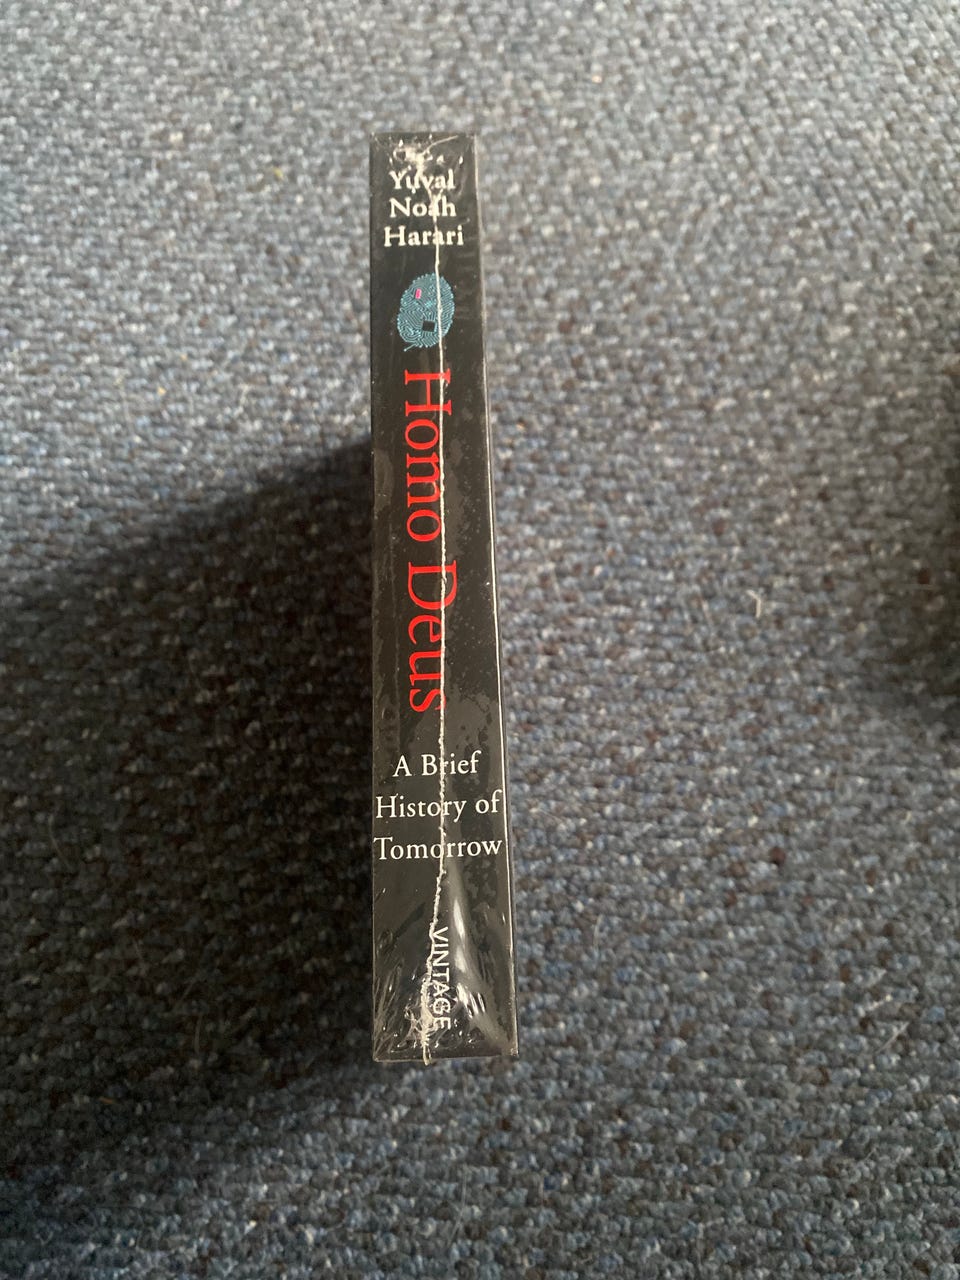 Yuval
Noah
Harari
Homo Deus
A Brief
History of
Tomorrow
VINTAGE